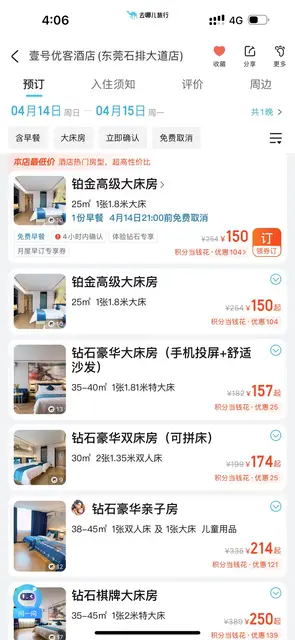 4:06
去哪儿旅行
4G
壹号优客酒店 (东莞石排大道店)
收藏
分享
更多
预订 入住须知 评价 周边
04月14日 周日 — 04月15日 周一 共1晚
含早餐 大床房 立即确认 免费取消
本店最低价 酒店热门房型，超高性价比
铂金高级大床房
25㎡ 1张1.8米大床
1份早餐 4月14日21:00前免费取消
免费早餐 4小时内确认 体验钻石专享
月度早订专享券
¥254 ¥150 订
积分当钱花·优惠104 领券订
铂金高级大床房
25㎡ 1张1.8米大床
10
¥254 ¥150起
积分当钱花·优惠104
钻石豪华大床房（手机投屏+舒适沙发）
35-40㎡ 1张1.81米特大床
13
¥182 ¥157起
积分当钱花·优惠25
钻石豪华双床房（可拼床）
30㎡ 2张1.35米双人床
9
¥199 ¥174起
积分当钱花·优惠25
钻石豪华亲子房
38-45㎡ 1张双人床 及 1张大床 儿童用品
12
¥335 ¥214起
积分当钱花·优惠121
问一问
钻石棋牌大床房
35-45㎡ 1张2米特大床
17
¥389 ¥250起
积分当钱花·优惠139